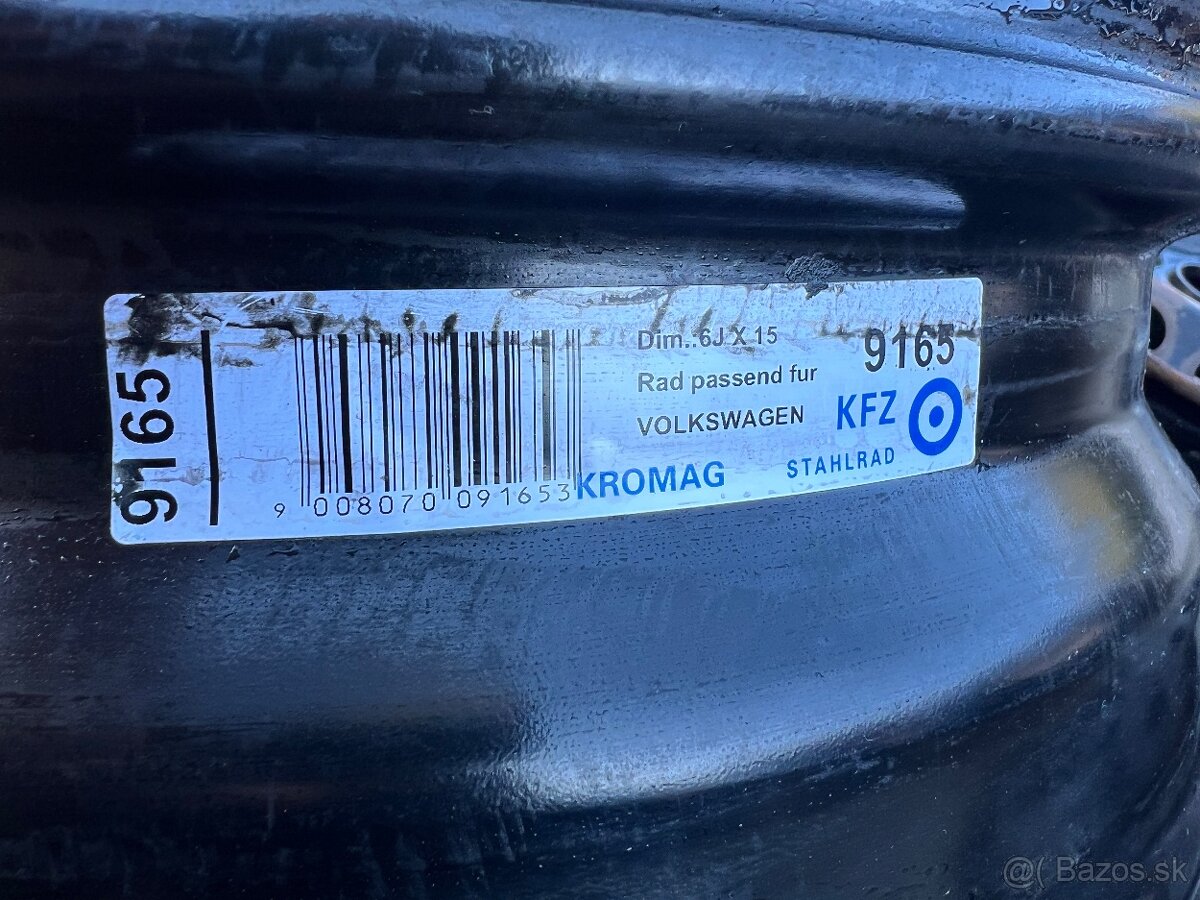 9165
9 008070 091653
Dim.:6J X 15
Rad passend fur
VOLKSWAGEN
9165
KFZ
KROMAG
STAHLRAD
@( Bazos.sk